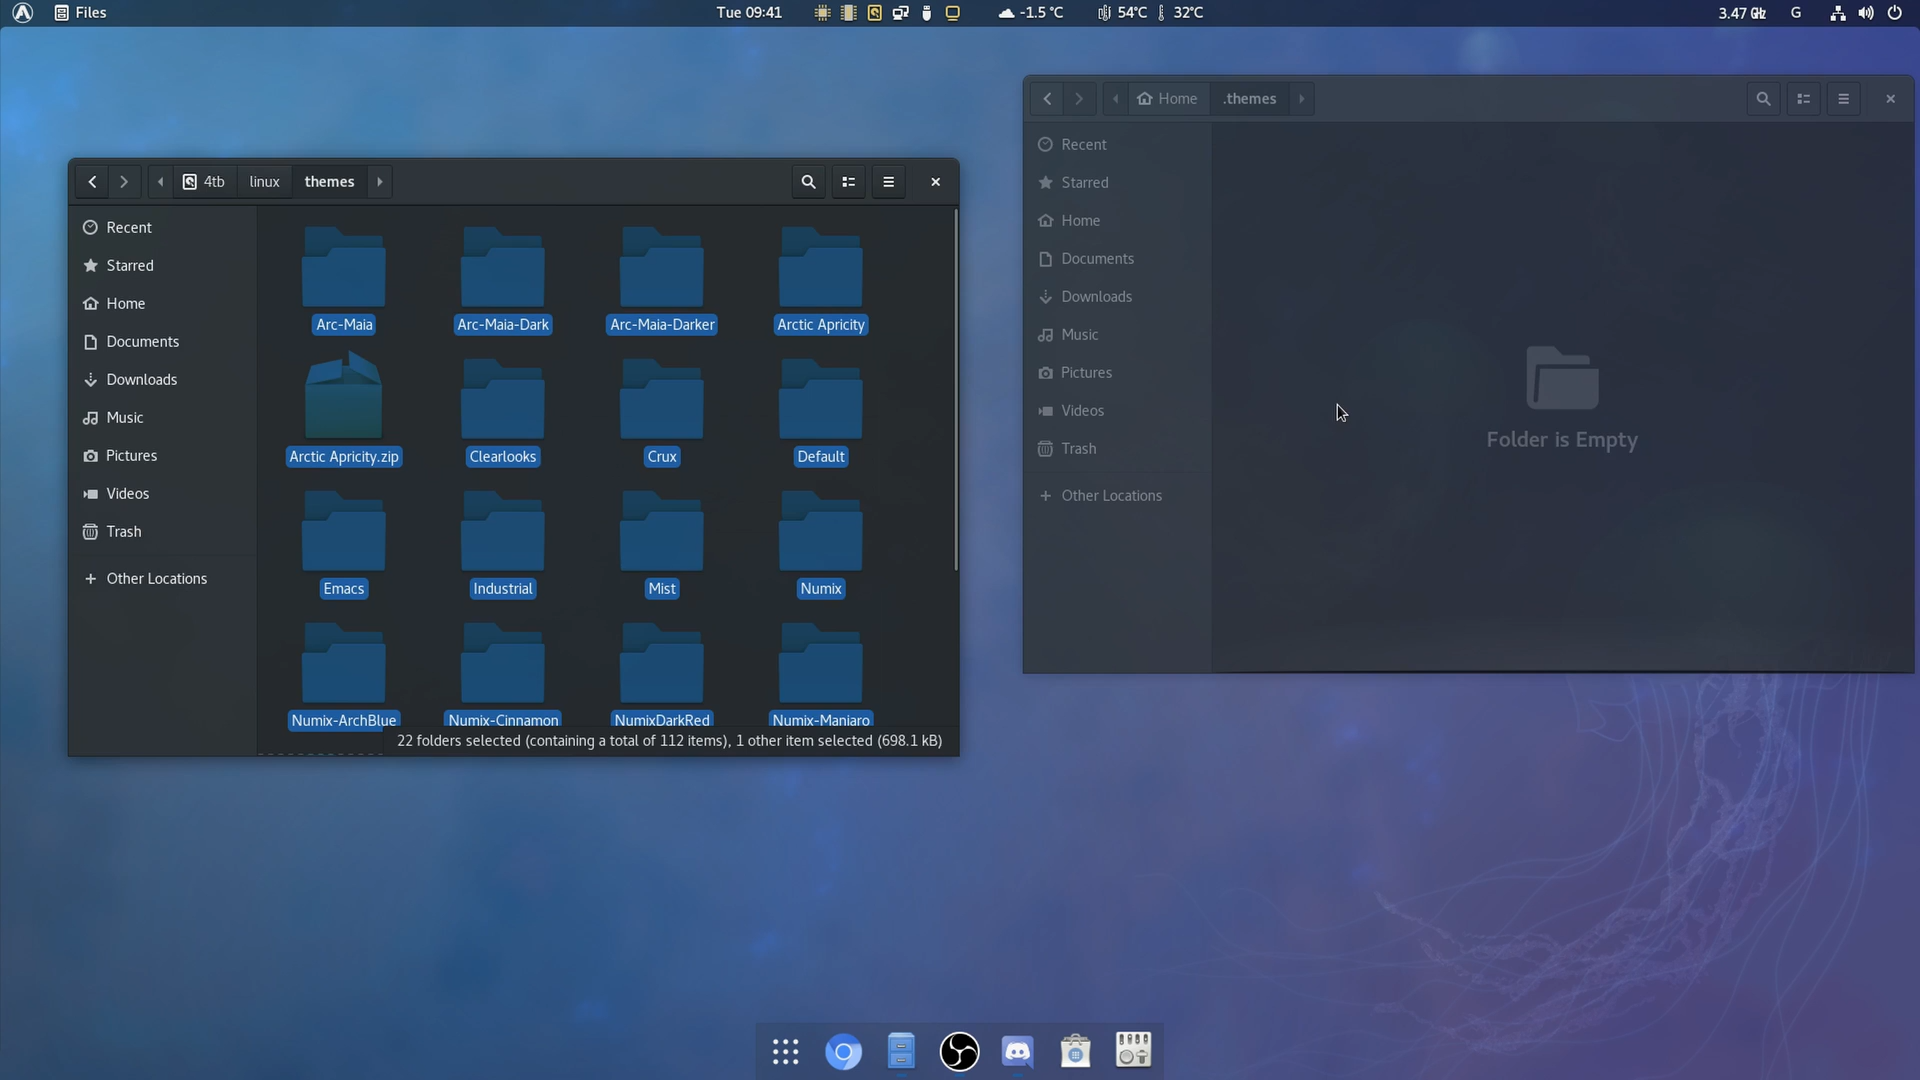 Files
Tue 09:41
-1.5 °C
54°C
32°C
3.47 GHz
G
Home
.themes
Recent
Starred
Home
Documents
Downloads
Music
Pictures
Videos
Trash
Other Locations
Folder is Empty
4tb
linux
themes
Recent
Starred
Home
Documents
Downloads
Music
Pictures
Videos
Trash
Other Locations
Arc-Maia
Arc-Maia-Dark
Arc-Maia-Darker
Arctic Apricity
Arctic Apricity.zip
Clearlooks
Crux
Default
Emacs
Industrial
Mist
Numix
Numix-ArchBlue
Numix-Cinnamon
NumixDarkRed
Numix-Manjaro
22 folders selected (containing a total of 112 items), 1 other item selected (698.1 kB)